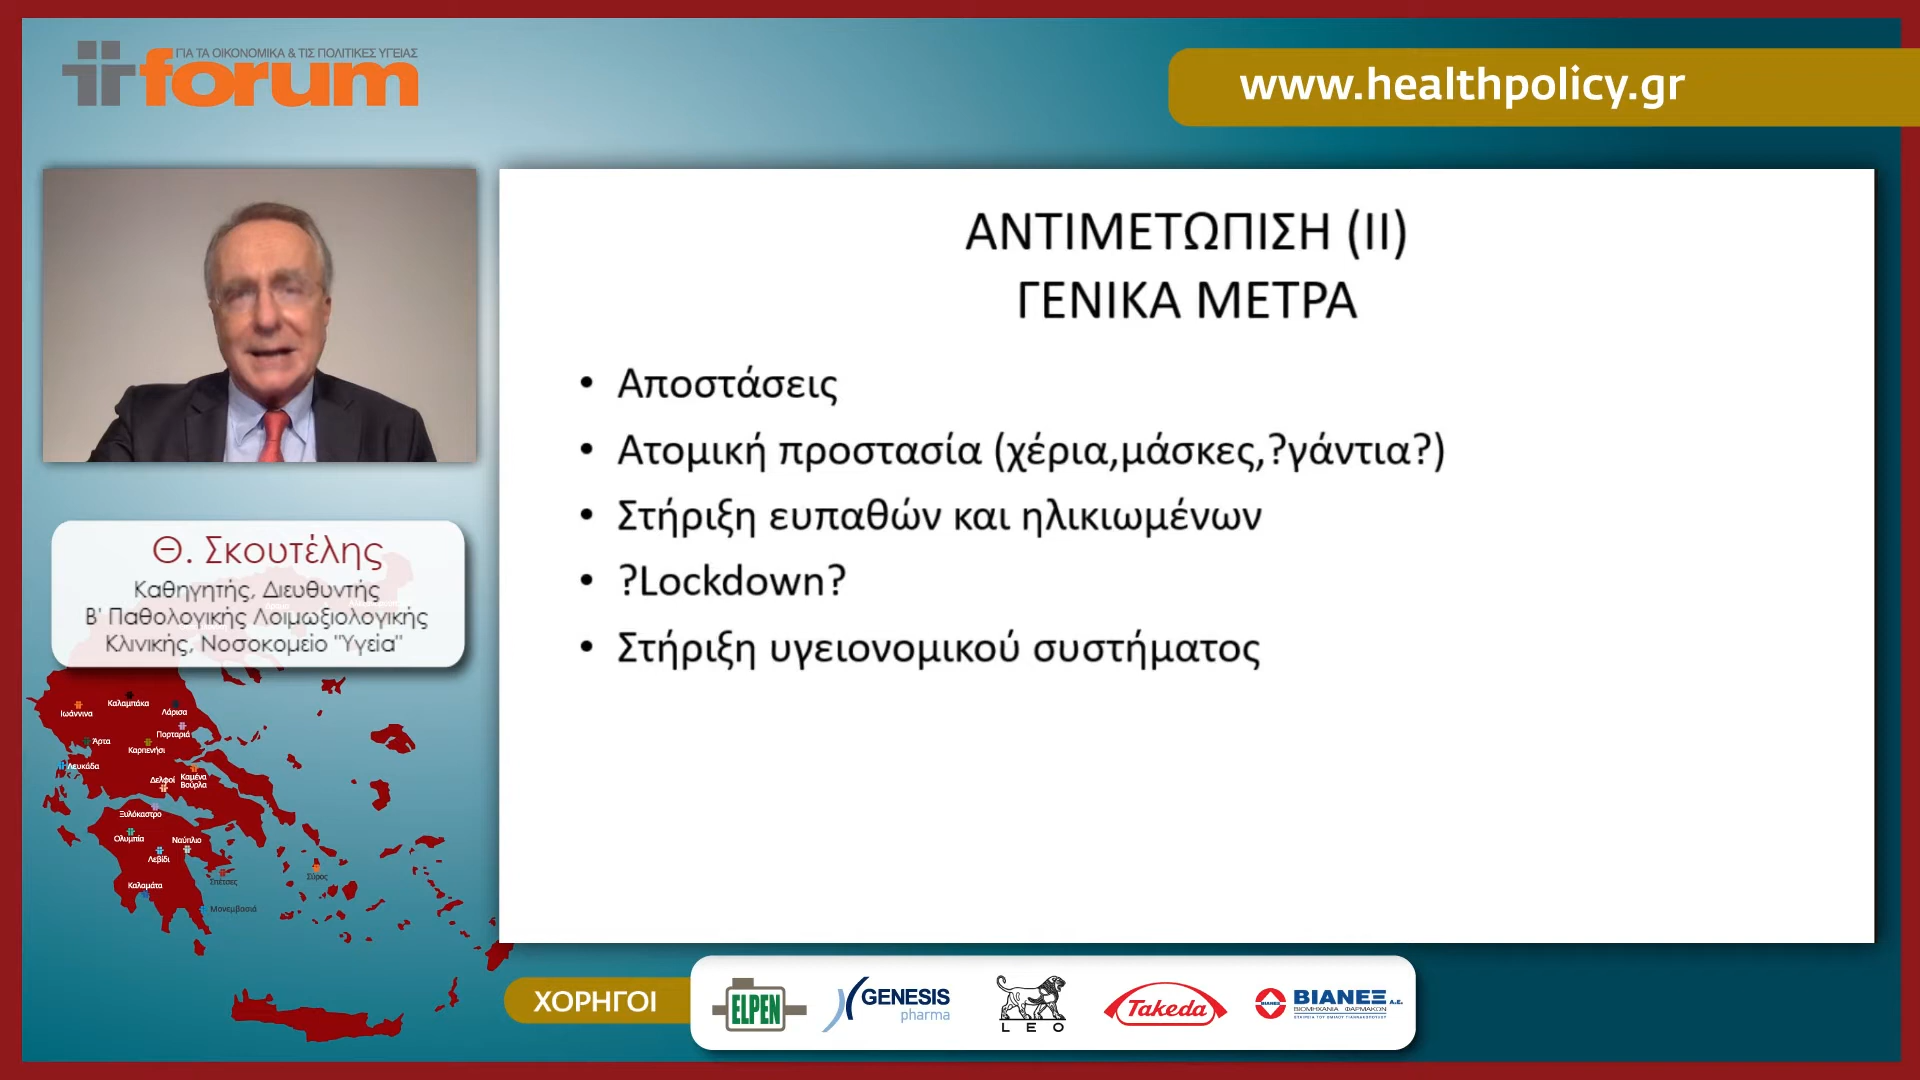 ΓΙΑ ΤΑ ΟΙΚΟΝΟΜΙΚΑ & ΤΙΣ ΠΟΛΙΤΙΚΕΣ ΥΓΕΙΑΣ
forum
www.healthpolicy.gr
ΑΝΤΙΜΕΤΩΠΙΣΗ (ΙΙ)
ΓΕΝΙΚΑ ΜΕΤΡΑ
• Αποστάσεις
• Ατομική προστασία (χέρια,μάσκες,?γάντια?)
• Στήριξη ευπαθών και ηλικιωμένων
• ?Lockdown?
• Στήριξη υγειονομικού συστήματος
Θ. Σκουτέλης
Καθηγητής, Διευθυντής
Β' Παθολογικής Λοιμωξιολογικής
Κλινικής, Νοσοκομείο "Υγεία"
Ιωάννινα
Καλαμπάκα
Λάρισα
Πορταριά
Άρτα
Καρπενήσι
Λευκάδα
Δελφοί
Καμένα
Βούρλα
Ξυλόκαστρο
Ολυμπία
Ναύπλιο
Λεβίδι
Καλαμάτα
Σπέτσες
Σύρος
Μονεμβασιά
ΧΟΡΗΓΟΙ
ELPEN
GENESIS
pharma
LEO
Takeda
ΒΙΑΝΕΞ Α.Ε.
ΒΙΟΜΗΧΑΝΙΑ ΦΑΡΜΑΚΩΝ